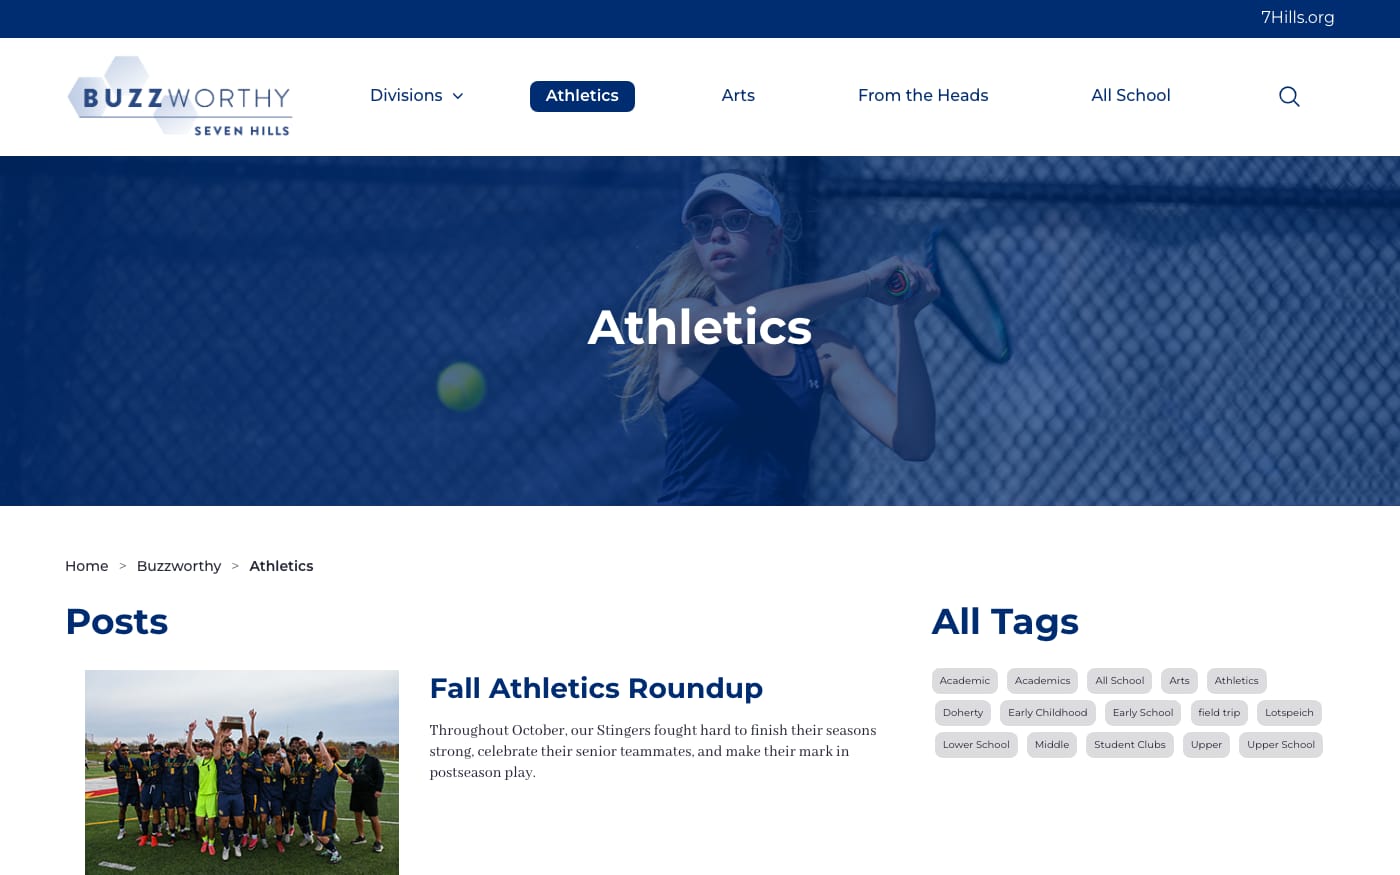 7Hills.org
BUZZWORTHY
SEVEN HILLS
Divisions
Athletics
Arts
From the Heads
All School
Athletics
Home > Buzzworthy > Athletics
Posts
All Tags
Fall Athletics Roundup
Throughout October, our Stingers fought hard to finish their seasons
strong, celebrate their senior teammates, and make their mark in
postseason play.
Academic Academics All School Arts Athletics
Doherty Early Childhood Early School field trip Lotspeich
Lower School Middle Student Clubs Upper Upper School